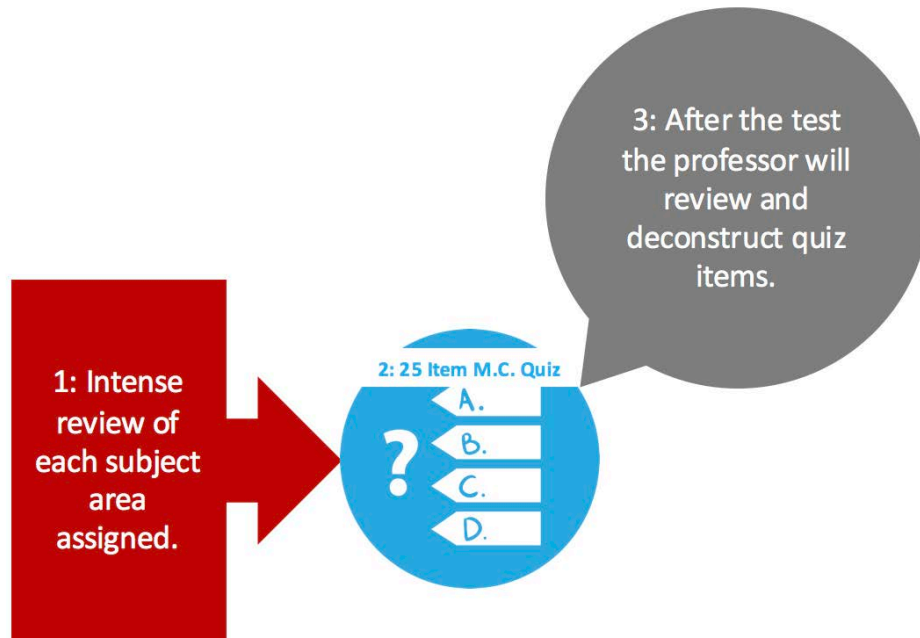 1: Intense
review of
each subject
area
assigned.
2: 25 Item M.C. Quiz
?
A.
B.
C.
D.
3: After the test
the professor will
review and
deconstruct quiz
items.